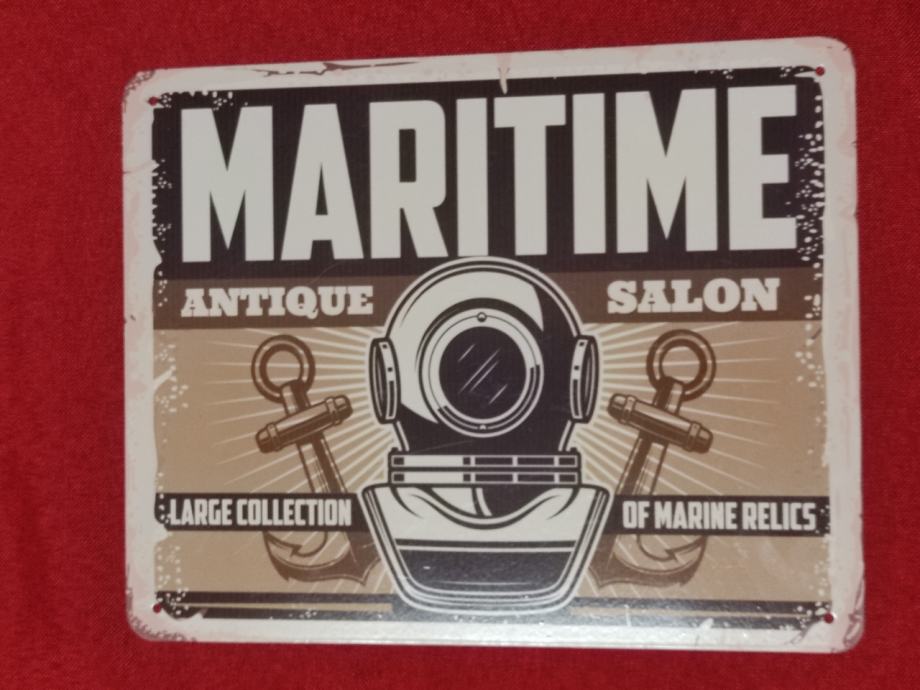 MARITIME
ANTIQUE SALON
LARGE COLLECTION OF MARINE RELICS